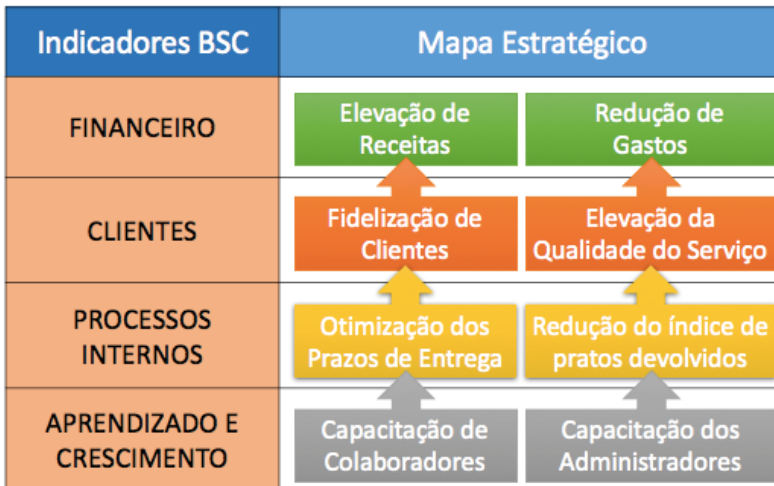 Indicadores BSC
Mapa Estratégico
FINANCEIRO
Elevação de
Receitas
Redução de
Gastos
CLIENTES
Fidelização de
Clientes
Elevação da
Qualidade do Serviço
PROCESSOS
INTERNOS
Otimização dos
Prazos de Entrega
Redução do índice de
pratos devolvidos
APRENDIZADO E
CRESCIMENTO
Capacitação de
Colaboradores
Capacitação dos
Administradores